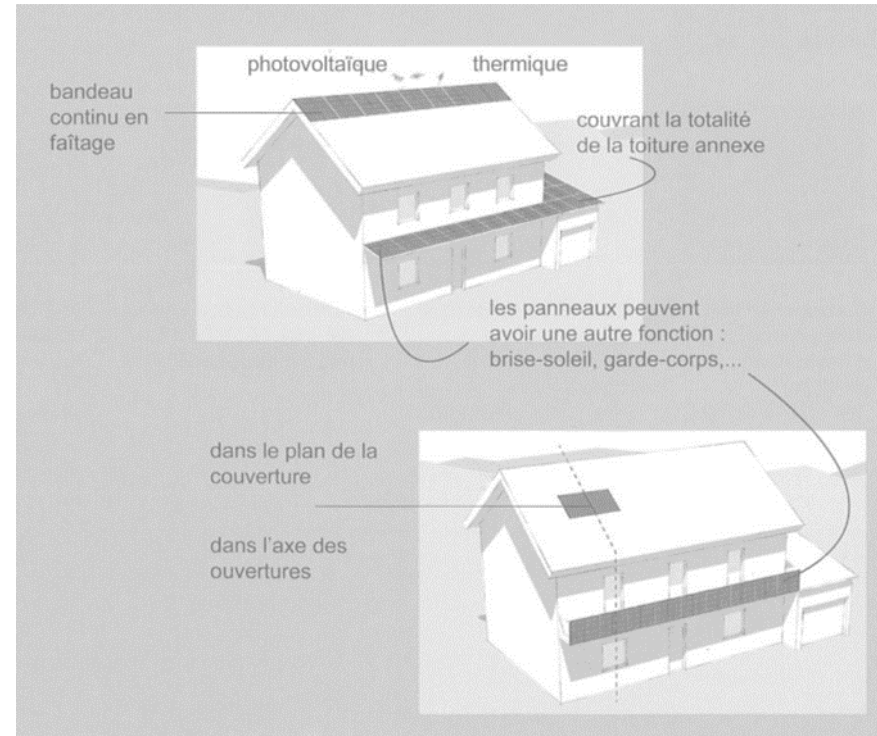 photovoltaïque thermique
bandeau
continu en
faîtage
couvrant la totalité
de la toiture annexe
les panneaux peuvent
avoir une autre fonction :
brise-soleil, garde-corps,...
dans le plan de la
couverture
dans l'axe des
ouvertures